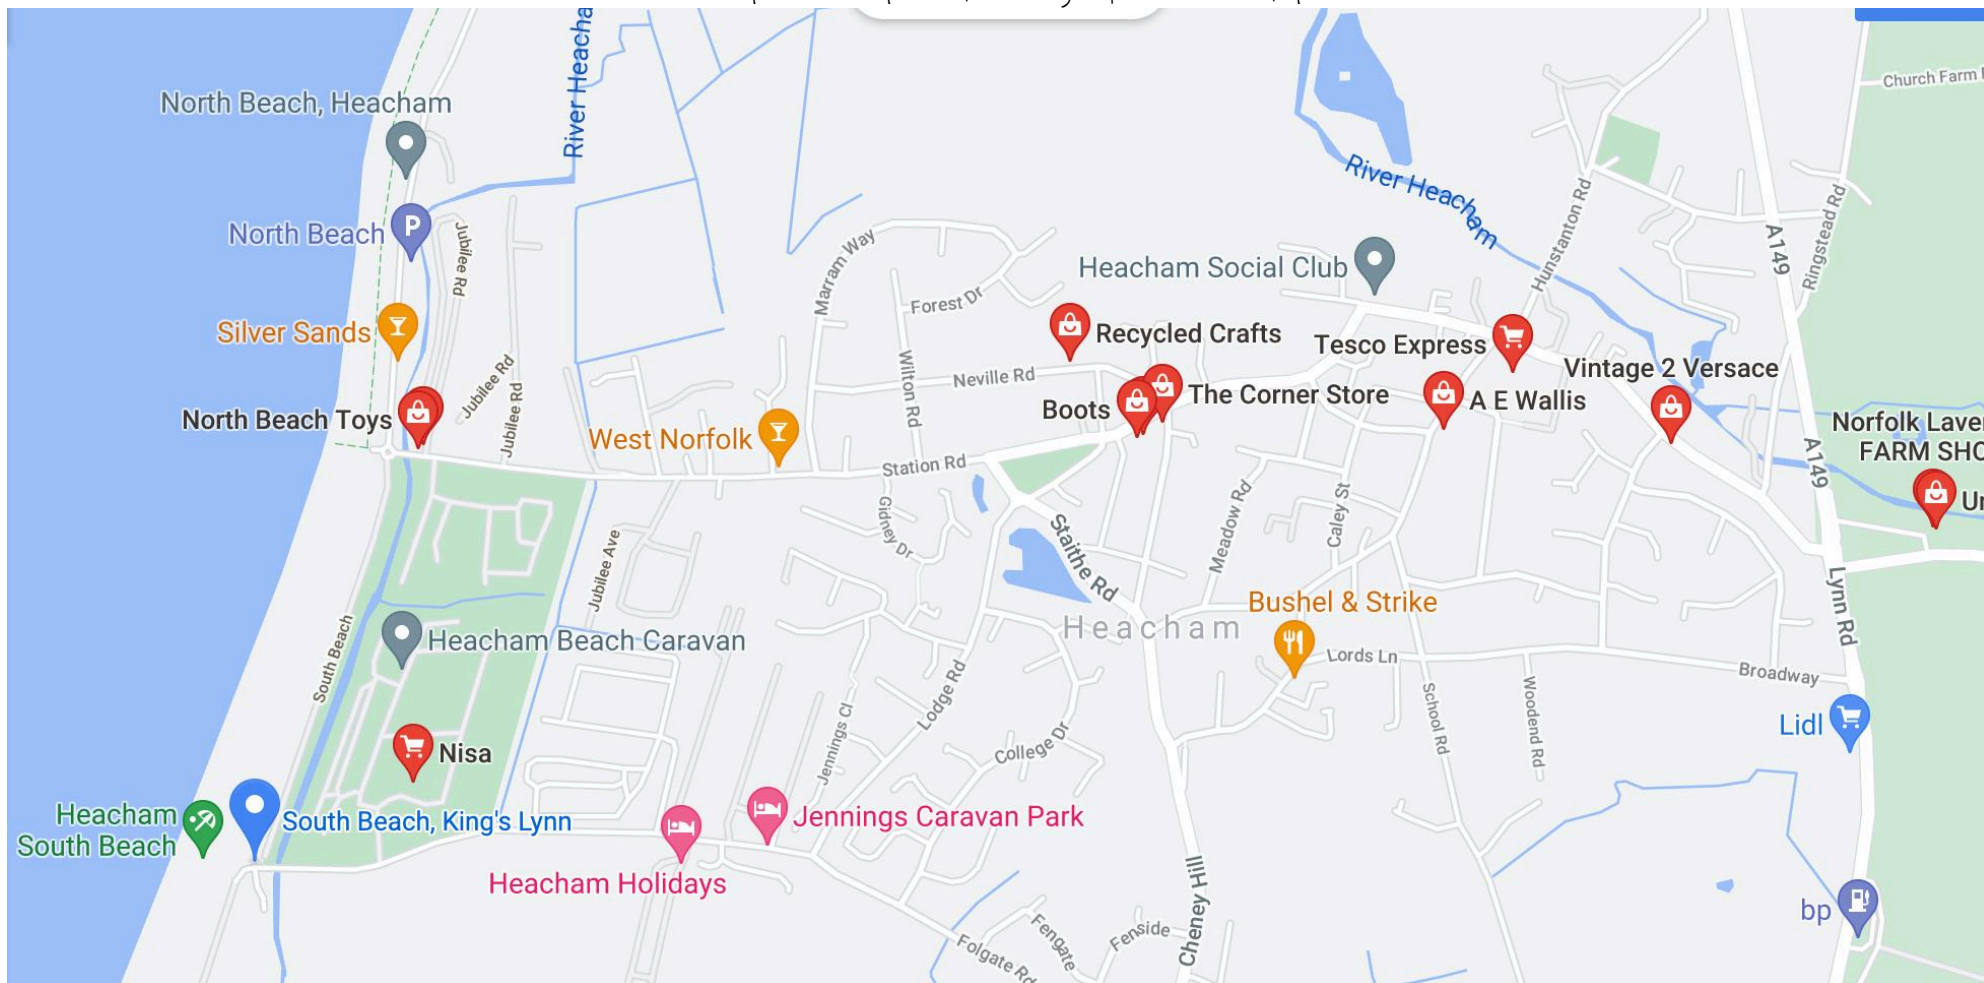 River Heacha
North Beach, Heacham
Church Farm
River Heacham
P
North Beach
Jubilee Rd
Marram Way
Hunstanton Rd
A149
Ringstead Rd
Heacham Social Club
Forest Dr
Silver Sands
Recycled Crafts
Tesco Express
Vintage 2 Versace
Jubilee Rd
Jubilee Rd
Wilton Rd
Neville Rd
North Beach Toys
Boots
The Corner Store
A E Wallis
Norfolk Lave
FARM SHO
West Norfolk
Station Rd
A149
Gidney Dr
Staithe Rd
Meadow Rd
Caley St
Jubilee Ave
Lynn Rd
Bushel & Strike
Heacham
South Beach
Heacham Beach Caravan
Lords Ln
Broadway
Lodge Rd
School Rd
Woodend Rd
Jennings Cl
College Dr
Lidl
Nisa
Heacham
South Beach
South Beach, King's Lynn
Jennings Caravan Park
Heacham Holidays
Cheney Hill
bp
Fengate
Fenside
Folgate Rd